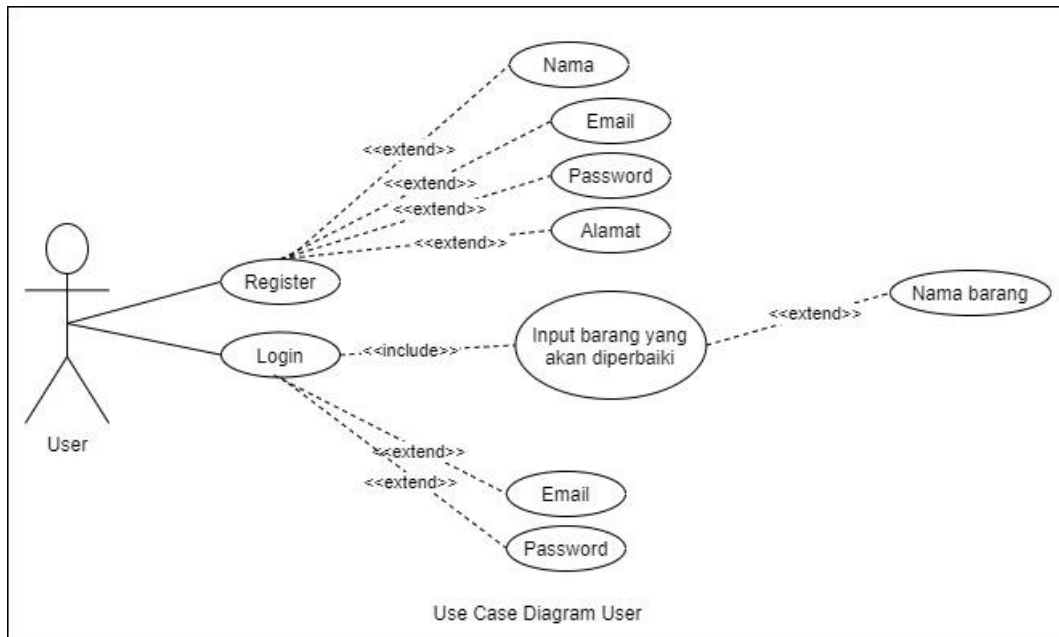 Nama
Email
<<extend>>
Password
<<extend>>
<<extend>>
Alamat
<<extend>>
Register
Nama barang
<<extend>>
Input barang yang
akan diperbaiki
Login
<<include>>
User
<<extend>>
<<extend>>
Email
Password
Use Case Diagram User